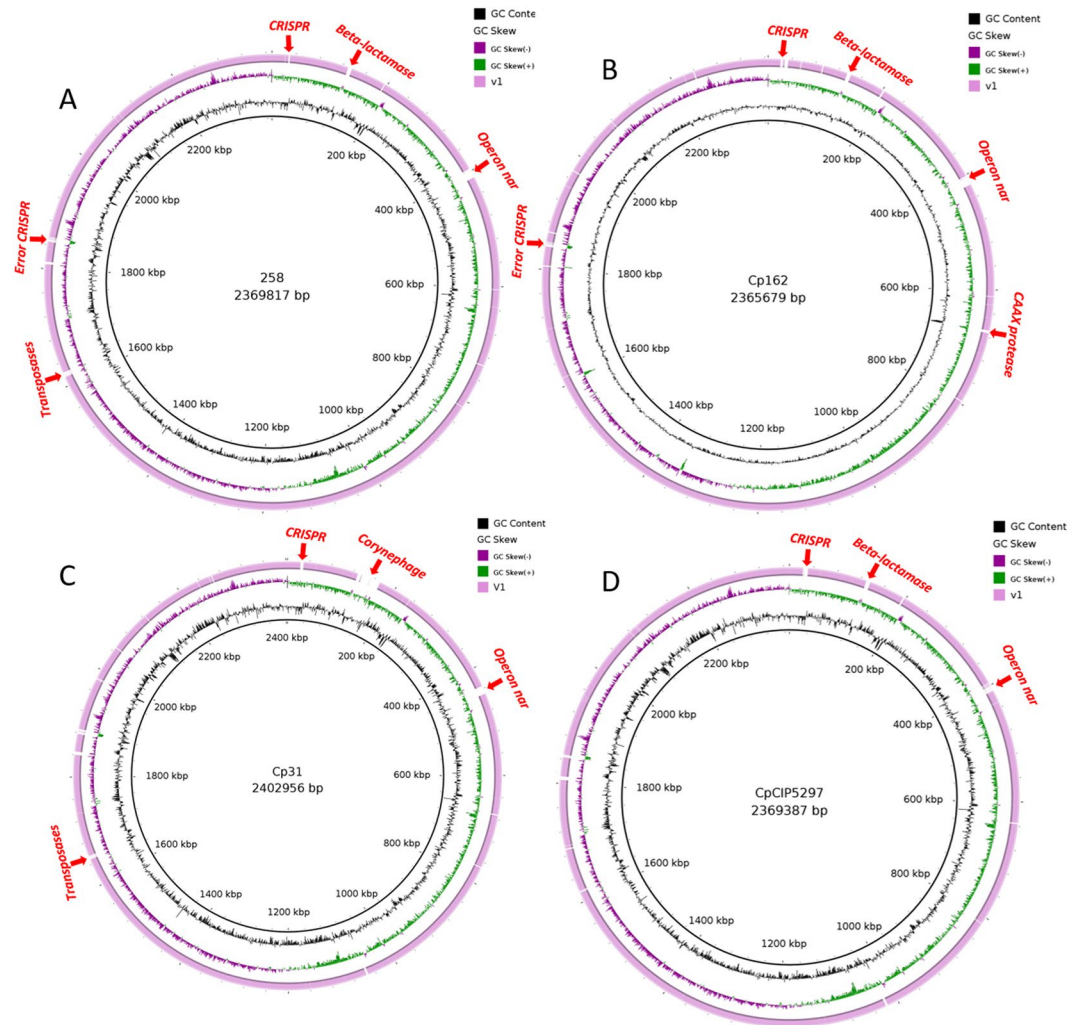 A
CRISPR
Beta-lactamase
GC Conte
GC Skew
GC Skew(-)
GC Skew(+)
v1
Operon nar
Error CRISPR
Transposases
2200 kbp
200 kbp
2000 kbp
400 kbp
1800 kbp
258
2369817 bp
600 kbp
1600 kbp
800 kbp
1400 kbp
1000 kbp
1200 kbp
B
CRISPR
Beta-lactamase
GC Content
GC Skew
GC Skew(-)
GC Skew(+)
v1
Operon nar
Error CRISPR
CAAX protease
2200 kbp
200 kbp
2000 kbp
400 kbp
1800 kbp
Cp162
2365679 bp
600 kbp
1600 kbp
800 kbp
1400 kbp
1000 kbp
1200 kbp
C
CRISPR
Corynephage
GC Content
GC Skew
GC Skew(-)
GC Skew(+)
V1
Operon nar
Transposases
2400 kbp
2200 kbp
200 kbp
2000 kbp
400 kbp
1800 kbp
Cp31
2402956 bp
600 kbp
1600 kbp
800 kbp
1400 kbp
1000 kbp
1200 kbp
D
CRISPR
Beta-lactamase
GC Content
GC Skew
GC Skew(-)
GC Skew(+)
V1
Operon nar
2200 kbp
200 kbp
2000 kbp
400 kbp
1800 kbp
CpCIP5297
2369387 bp
600 kbp
1600 kbp
800 kbp
1400 kbp
1000 kbp
1200 kbp